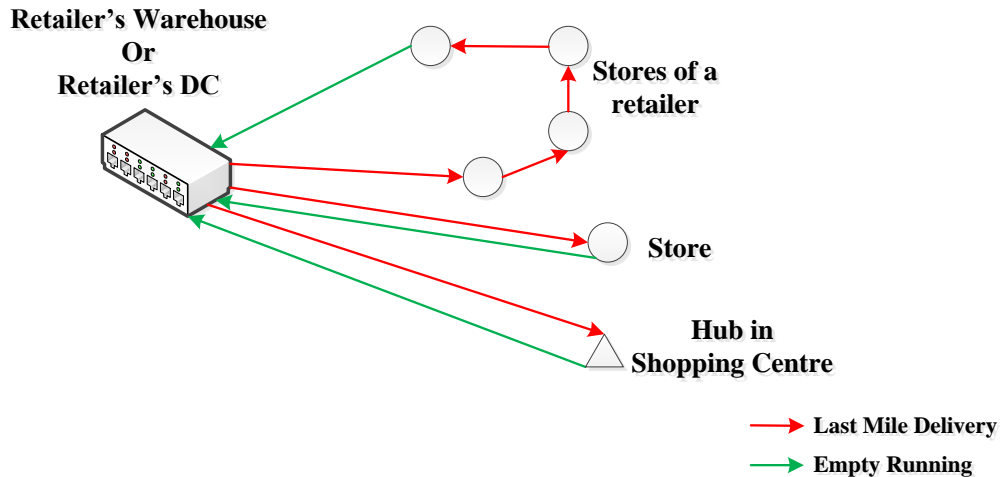 Retailer's Warehouse
Or
Retailer's DC
Stores of a
retailer
Store
Hub in
Shopping Centre
Last Mile Delivery
Empty Running